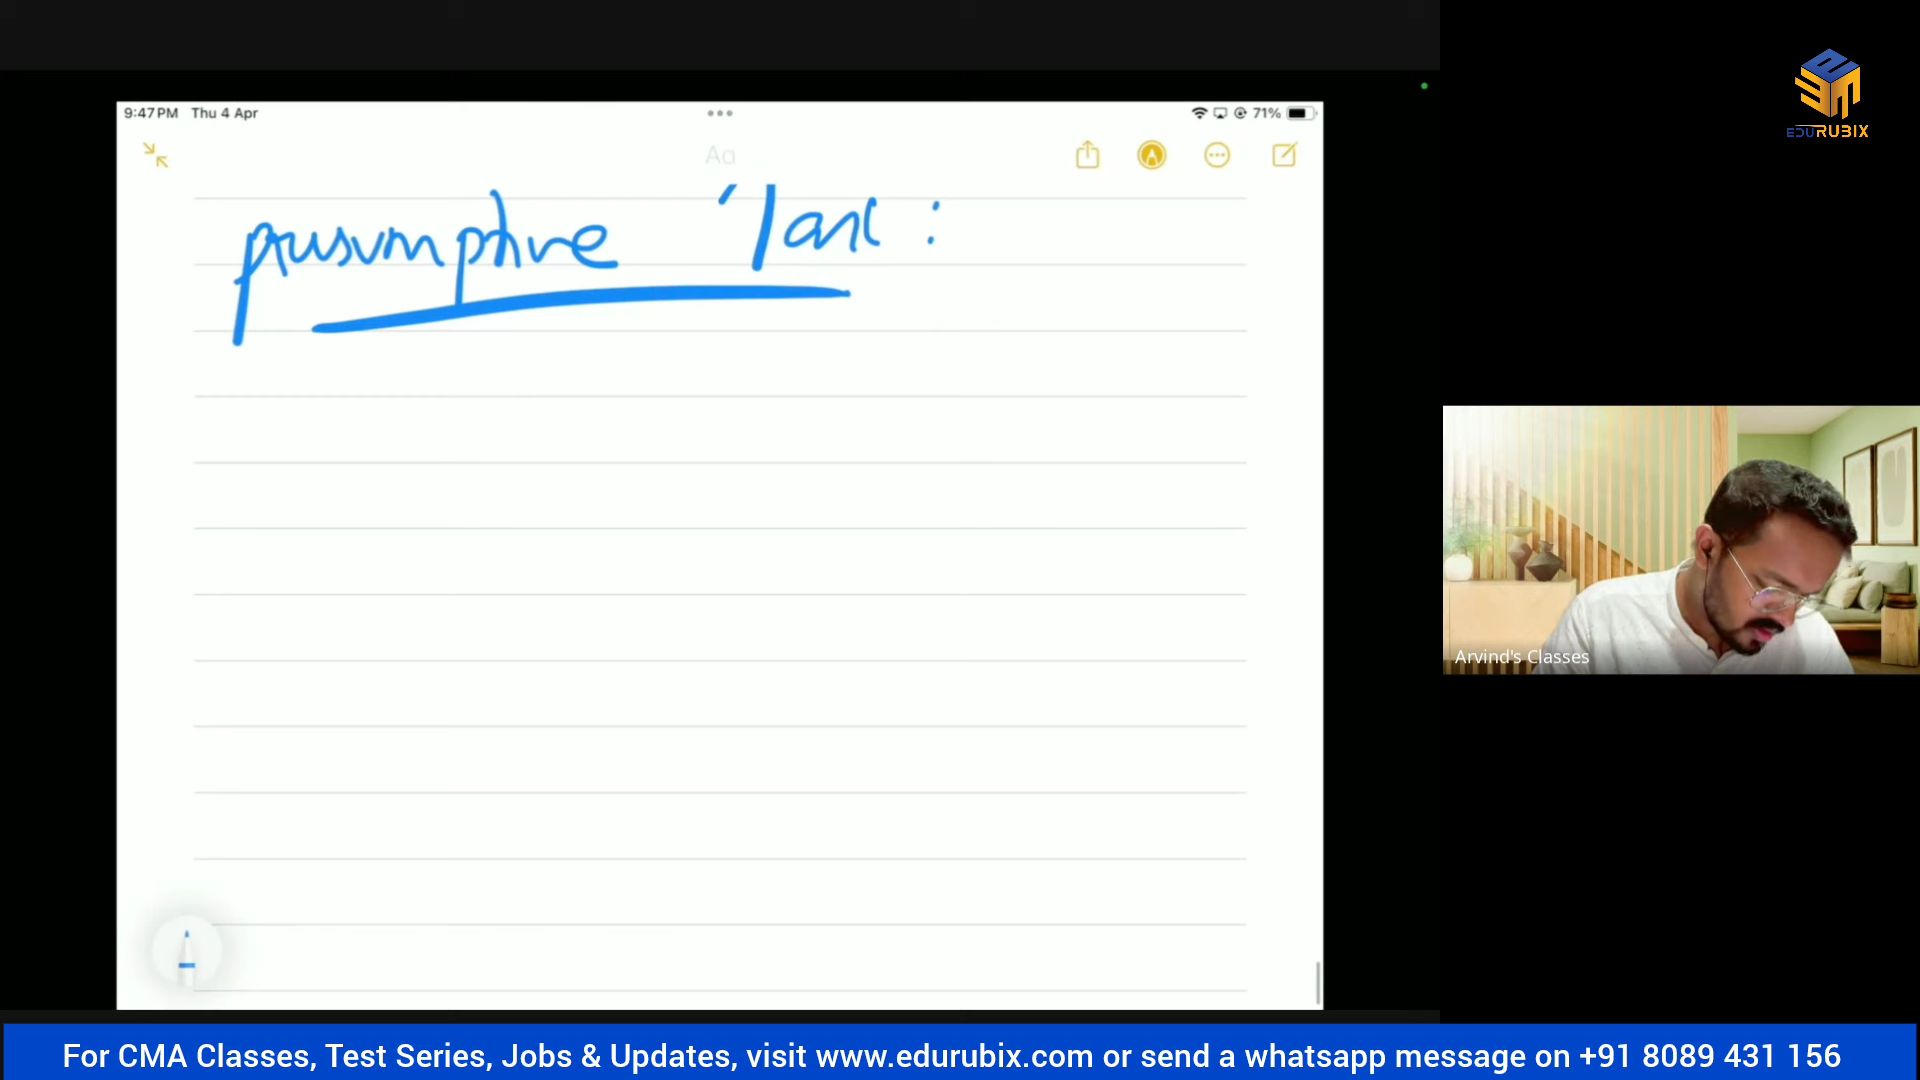 9:47 PM Thu 4 Apr
71%
Aa
presumptive Tax :
EDURUBIX
Arvind's Classes
For CMA Classes, Test Series, Jobs & Updates, visit www.edurubix.com or send a whatsapp message on +91 8089 431 156